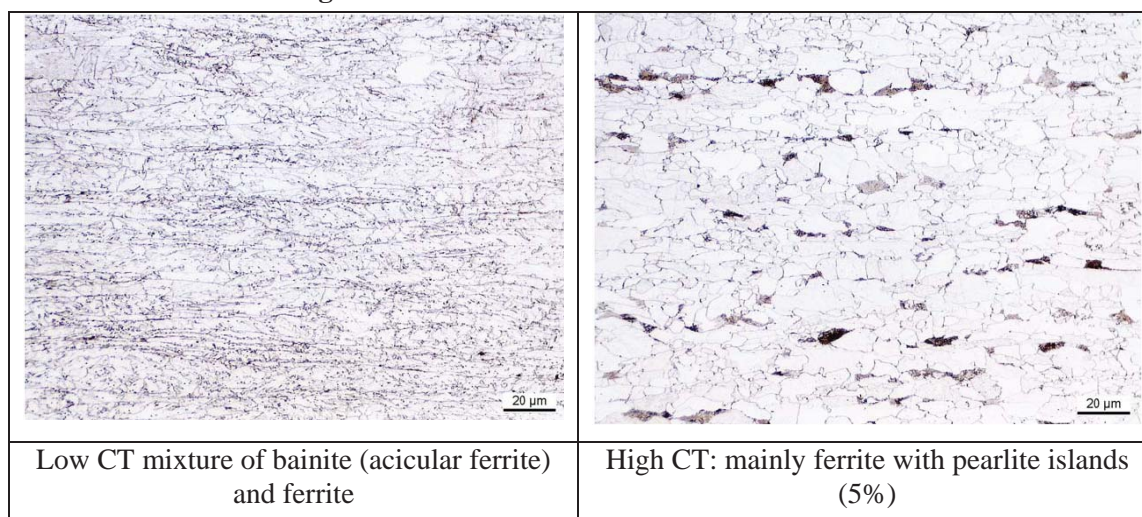 20 µm
20 µm
Low CT mixture of bainite (acicular ferrite)
and ferrite
High CT: mainly ferrite with pearlite islands
(5%)